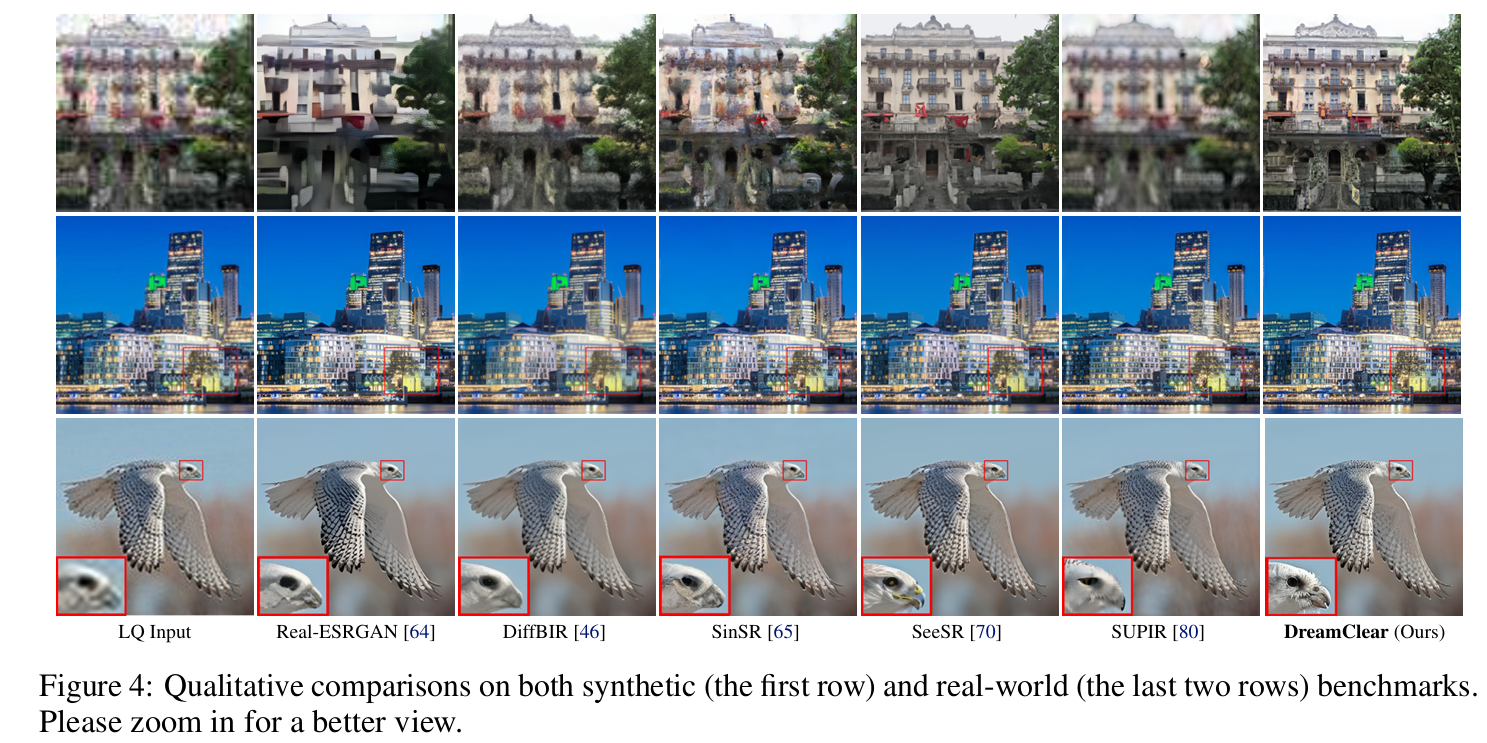 LQ Input Real-ESRGAN [64] DiffBIR [46] SinSR [65] SeeSR [70] SUPIR [80] DreamClear (Ours)
Figure 4: Qualitative comparisons on both synthetic (the first row) and real-world (the last two rows) benchmarks.
Please zoom in for a better view.